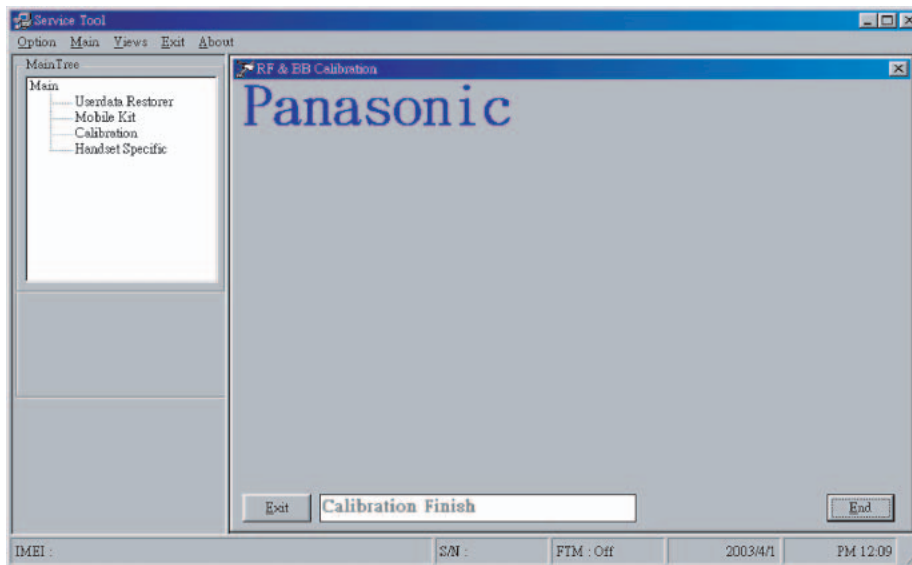 Service Tool
Option Main Views Exit About
MainTree
Main
Userdata Restorer
Mobile Kit
Calibration
Handset Specific
RF & BB Calibration
Panasonic
Exit
Calibration Finish
End
IMEI :
S/N :
FTM : Off
2003/4/1
PM 12:09